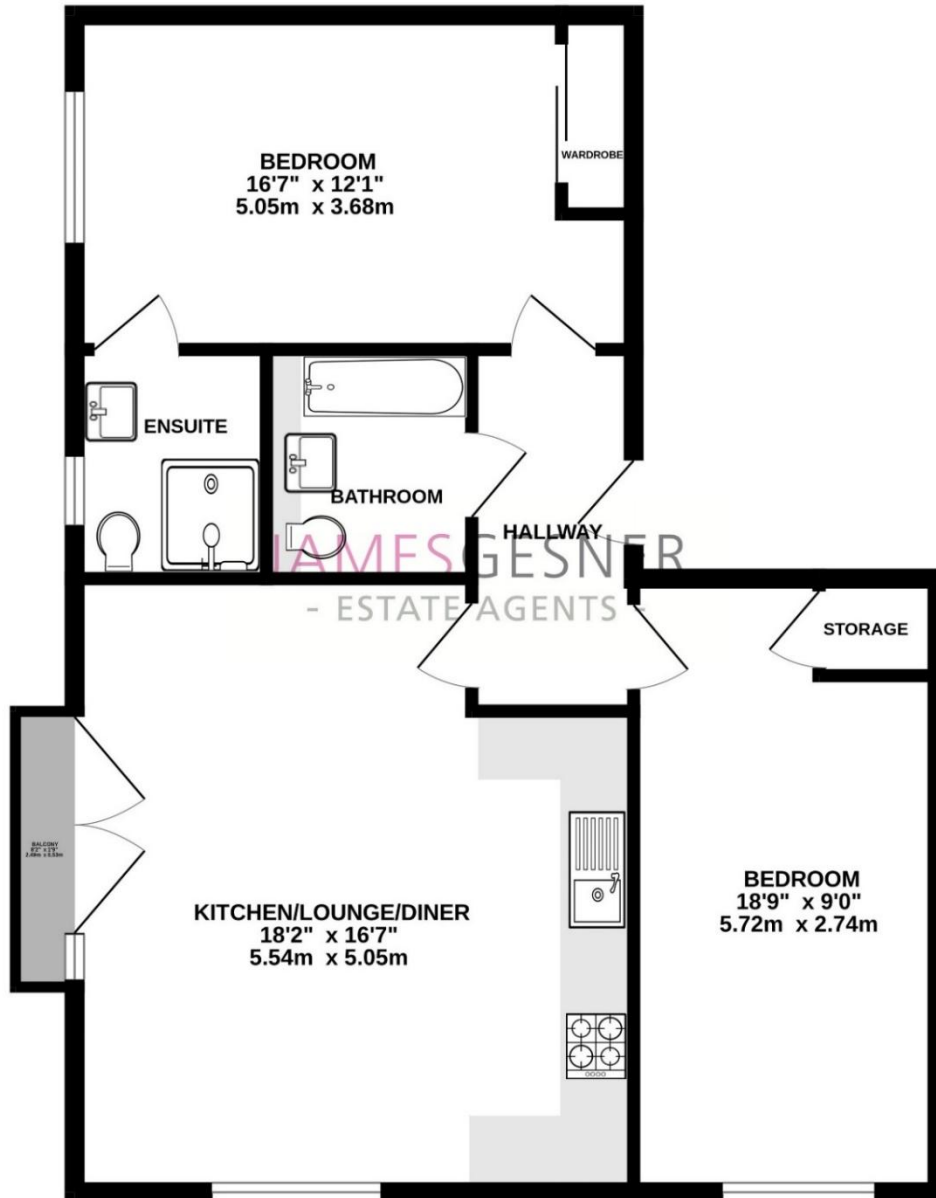 BEDROOM
16'7" x 12'1"
5.05m x 3.68m
WARDROBE
ENSUITE
BATHROOM
HALLWAY
JAMESGESNER
- ESTATE AGENTS -
STORAGE
BALCONY
KITCHEN/LOUNGE/DINER
18'2" x 16'7"
5.54m x 5.05m
BEDROOM
18'9" x 9'0"
5.72m x 2.74m